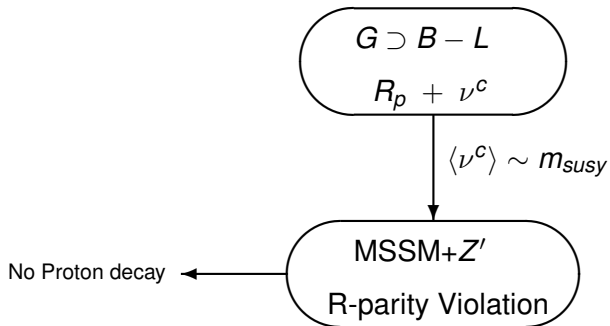 G ⊃ B − L
R_p + ν^c
⟨ν^c⟩ ∼ m_susy
MSSM+Z′
No Proton decay
R-parity Violation